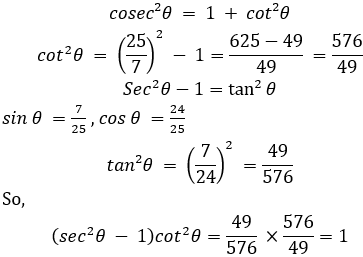 cosec²θ = 1 + cot²θ
cot²θ = (25/7)² − 1 = 625 − 49/49 = 576/49
Sec²θ − 1 = tan² θ
sin θ = 7/25 , cos θ = 24/25
tan²θ = (7/24)² = 49/576
So,
(sec²θ − 1)cot²θ = 49/576 × 576/49 = 1